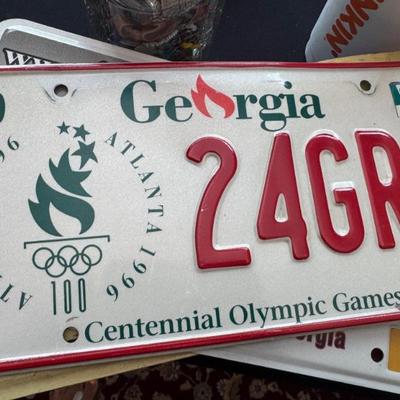 Georgia
ATLANTA 1996
24GR
100
Centennial Olympic Games